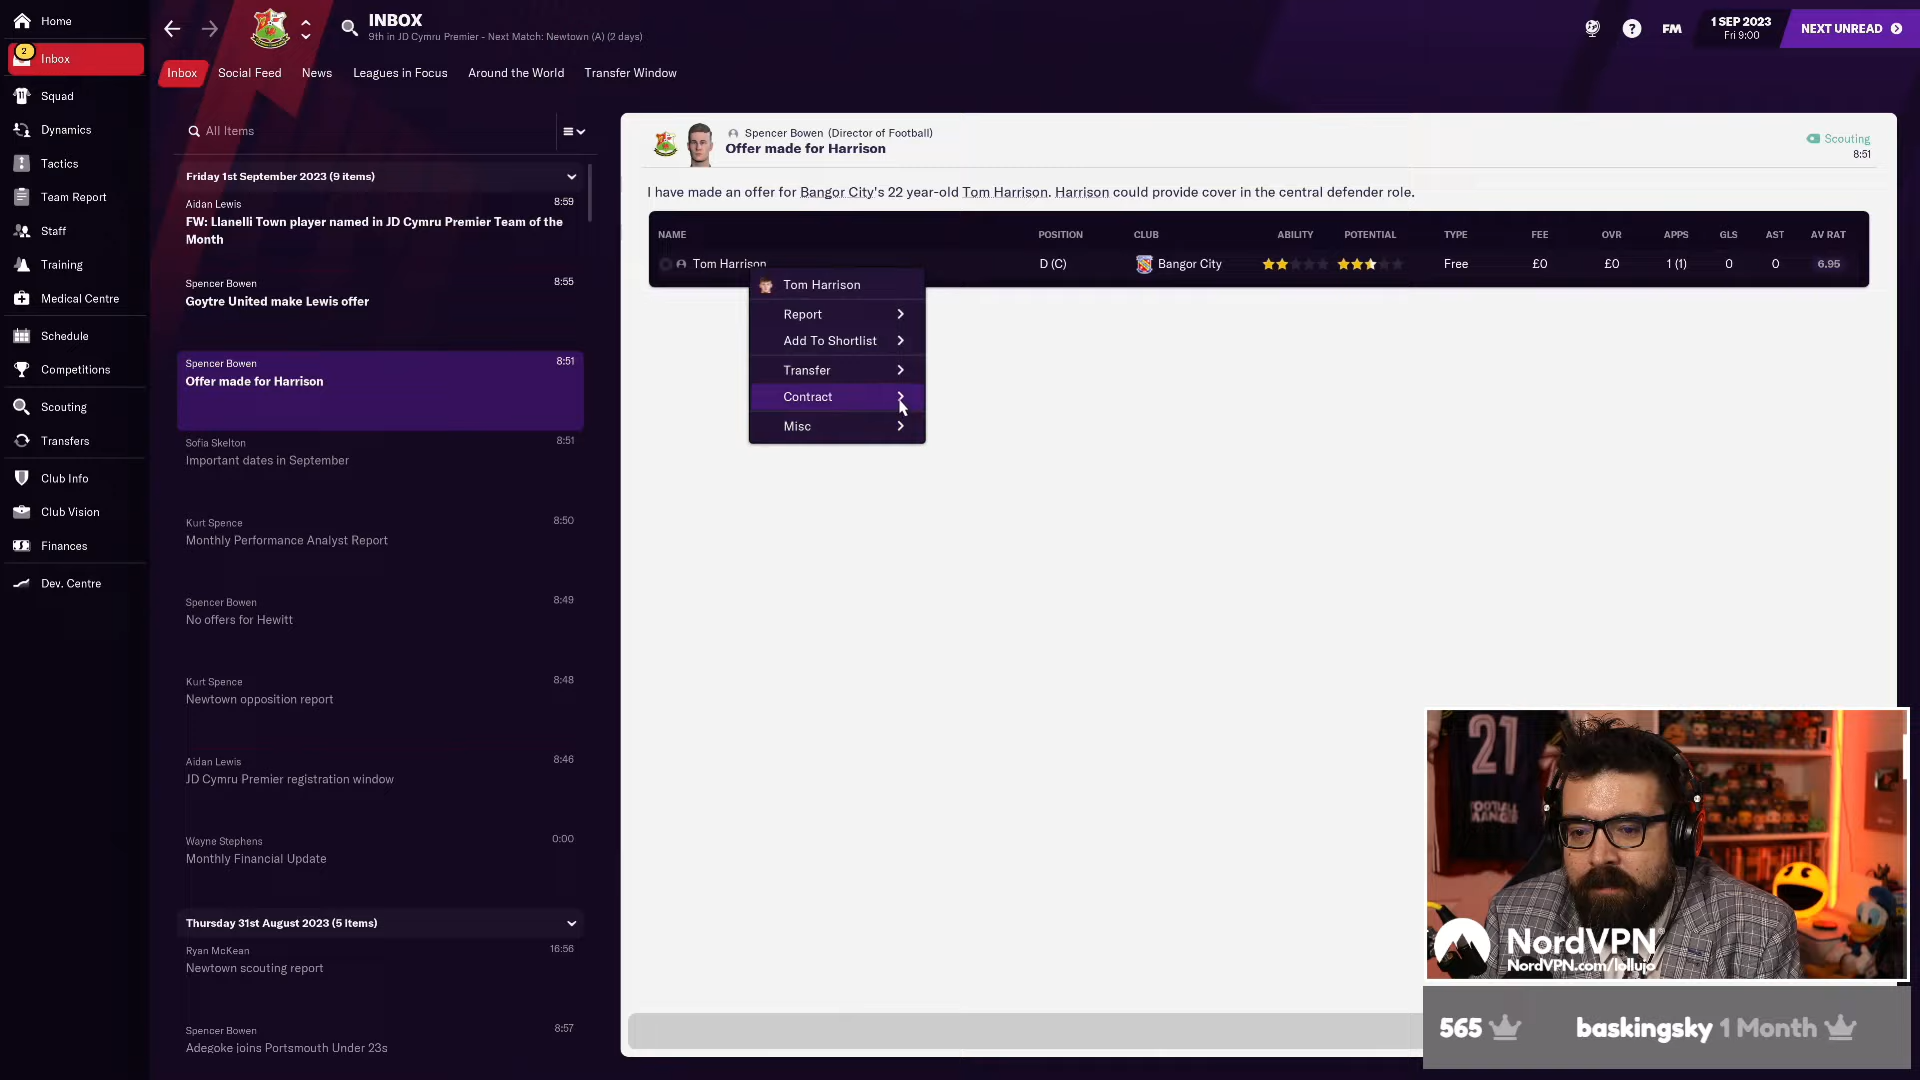 Home
2
Inbox
Squad
Dynamics
Tactics
Team Report
Staff
Training
Medical Centre
Schedule
Competitions
Scouting
Transfers
Club Info
Club Vision
Finances
Dev. Centre
INBOX
9th in JD Cymru Premier - Next Match: Newtown (A) (2 days)
FM
1 SEP 2023
Fri 9:00
NEXT UNREAD
Inbox Social Feed News Leagues in Focus Around the World Transfer Window
All Items
Friday 1st September 2023 (9 items)
Aidan Lewis 8:59
FW: Llanelli Town player named in JD Cymru Premier Team of the
Month
Spencer Bowen 8:55
Goytre United make Lewis offer
Spencer Bowen 8:51
Offer made for Harrison
Sofia Skelton 8:51
Important dates in September
Kurt Spence 8:50
Monthly Performance Analyst Report
Spencer Bowen 8:49
No offers for Hewitt
Kurt Spence 8:48
Newtown opposition report
Aidan Lewis 8:46
JD Cymru Premier registration window
Wayne Stephens 0:00
Monthly Financial Update
Thursday 31st August 2023 (5 items)
Ryan McKean 16:56
Newtown scouting report
Spencer Bowen 8:57
Adegoke joins Portsmouth Under 23s
Spencer Bowen (Director of Football)
Offer made for Harrison
Scouting
8:51
I have made an offer for Bangor City's 22 year-old Tom Harrison. Harrison could provide cover in the central defender role.
NAME POSITION CLUB ABILITY POTENTIAL TYPE FEE OVR APPS GLS AST AV RAT
Tom Harrison D (C) Bangor City Free £0 £0 1 (1) 0 0 6.95
Tom Harrison
Report
Add To Shortlist
Transfer
Contract
Misc
21
FOOTBALL
MANAGER
NordVPN
NordVPN.com/lollujo
565 baskingsky 1 Month